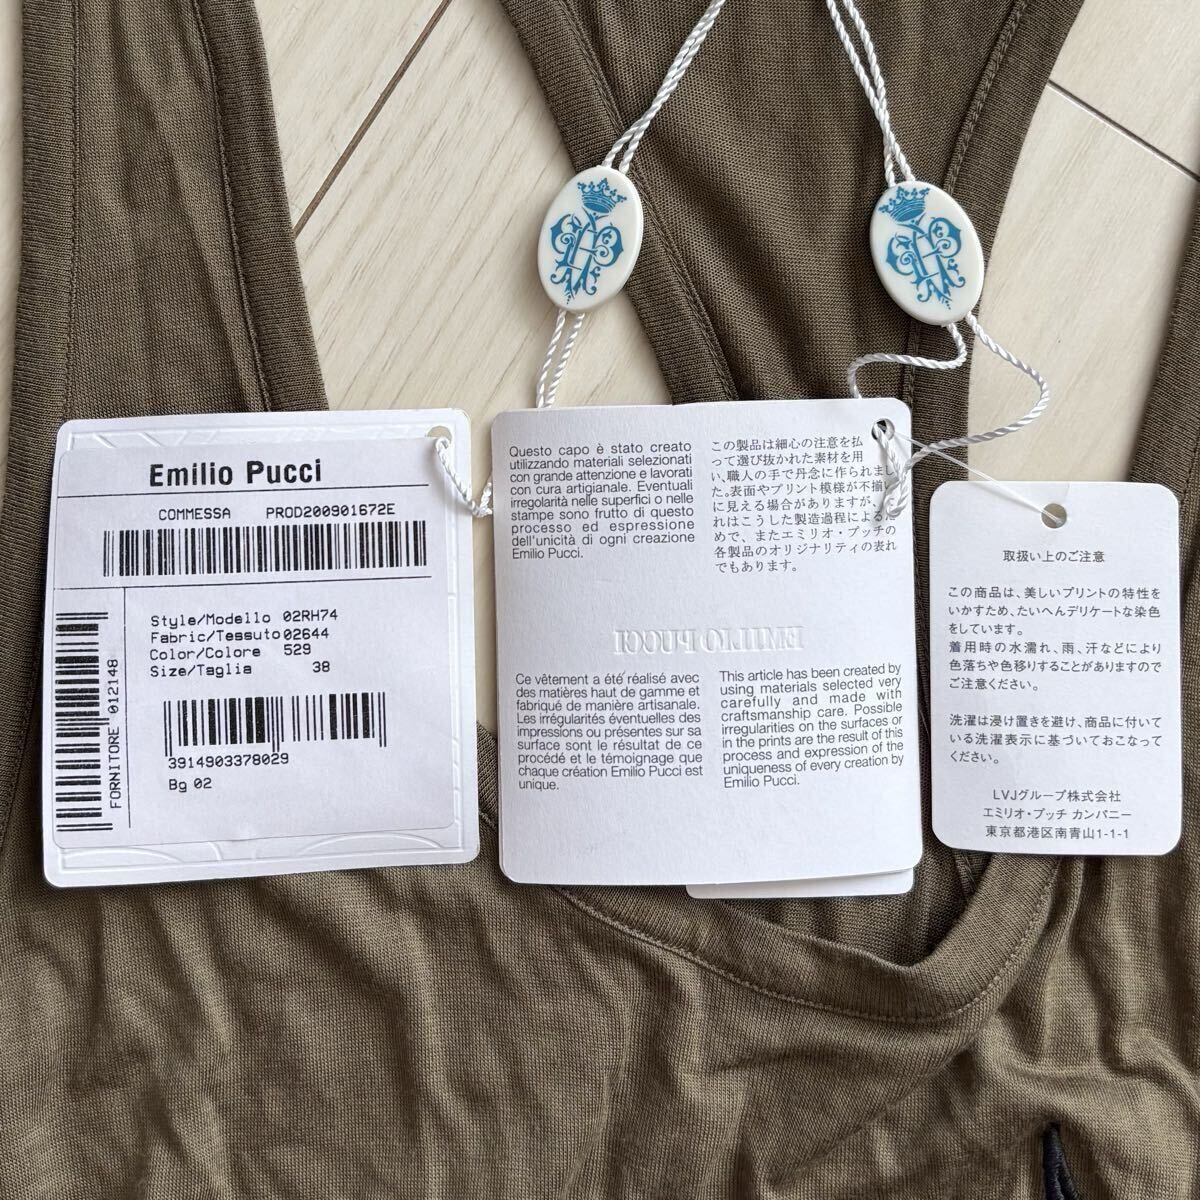 Emilio Pucci
COMMESSA PROD200901672E
Style/Modello 02RH74
Fabric/Tessuto 02644
Color/Colore 529
Size/Taglia 38
FORNITORE 012148
3914903378029
Bg 02
Questo capo è stato creato
utilizzando materiali selezionati
con grande attenzione e lavorati
con cura artigianale. Eventuali
irregolarità nelle superfici o nelle
stampe sono frutto di questo
processo ed espressione
dell'unicità di ogni creazione
Emilio Pucci.
この製品は細心の注意を払
って選び抜かれた素材を用
い、職人の手で丹念に作られまし
た。表面やプリント模様が不揃い
に見える場合がありますが、
れはこうした製造過程による
めで、またエミリオ・プッチの
各製品のオリジナリティの表れ
でもあります。
EMILIO PUCCI
Ce vêtement a été réalisé avec
des matières haut de gamme et
fabriqué de manière artisanale.
Les irrégularités éventuelles des
impressions ou présentes sur sa
surface sont le résultat de ce
procédé et le témoignage que
chaque création Emilio Pucci est
unique.
This article has been created by
using materials selected very
carefully and made with
craftsmanship care. Possible
irregularities on the surfaces or
in the prints are the result of this
process and expression of the
uniqueness of every creation by
Emilio Pucci.
取扱い上のご注意
この商品は、美しいプリントの特性を
いかすため、たいへんデリケートな染色
をしています。
着用時の水濡れ、雨、汗などにより
色落ちや色移りすることがありますので
ご注意ください。
洗濯は浸け置きを避け、商品に付いて
いる洗濯表示に基づいておこなって
ください。
LVJグループ株式会社
エミリオ・プッチ カンパニー
東京都港区南青山1-1-1